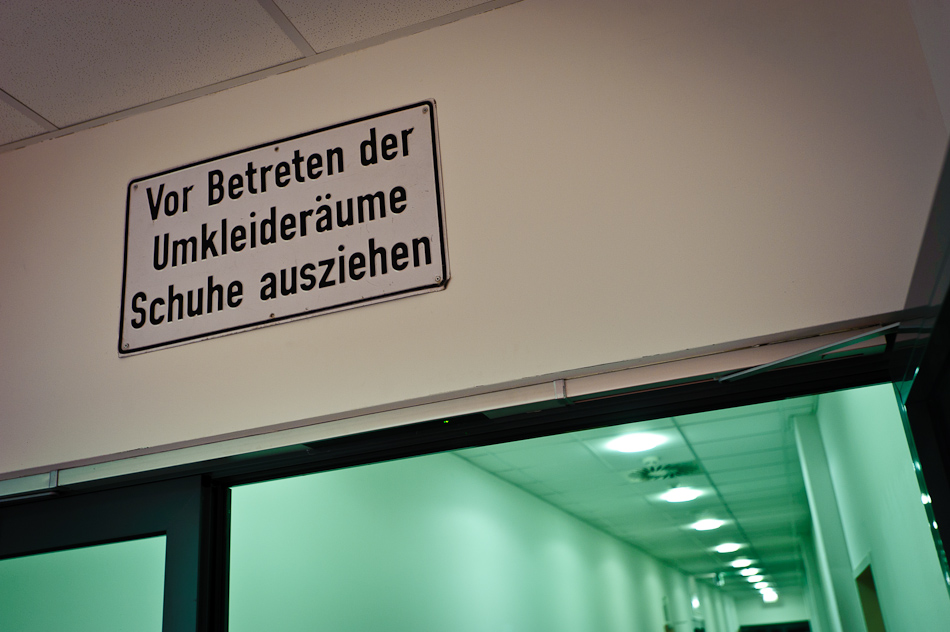 Vor Betreten der
Umkleideräume
Schuhe ausziehen